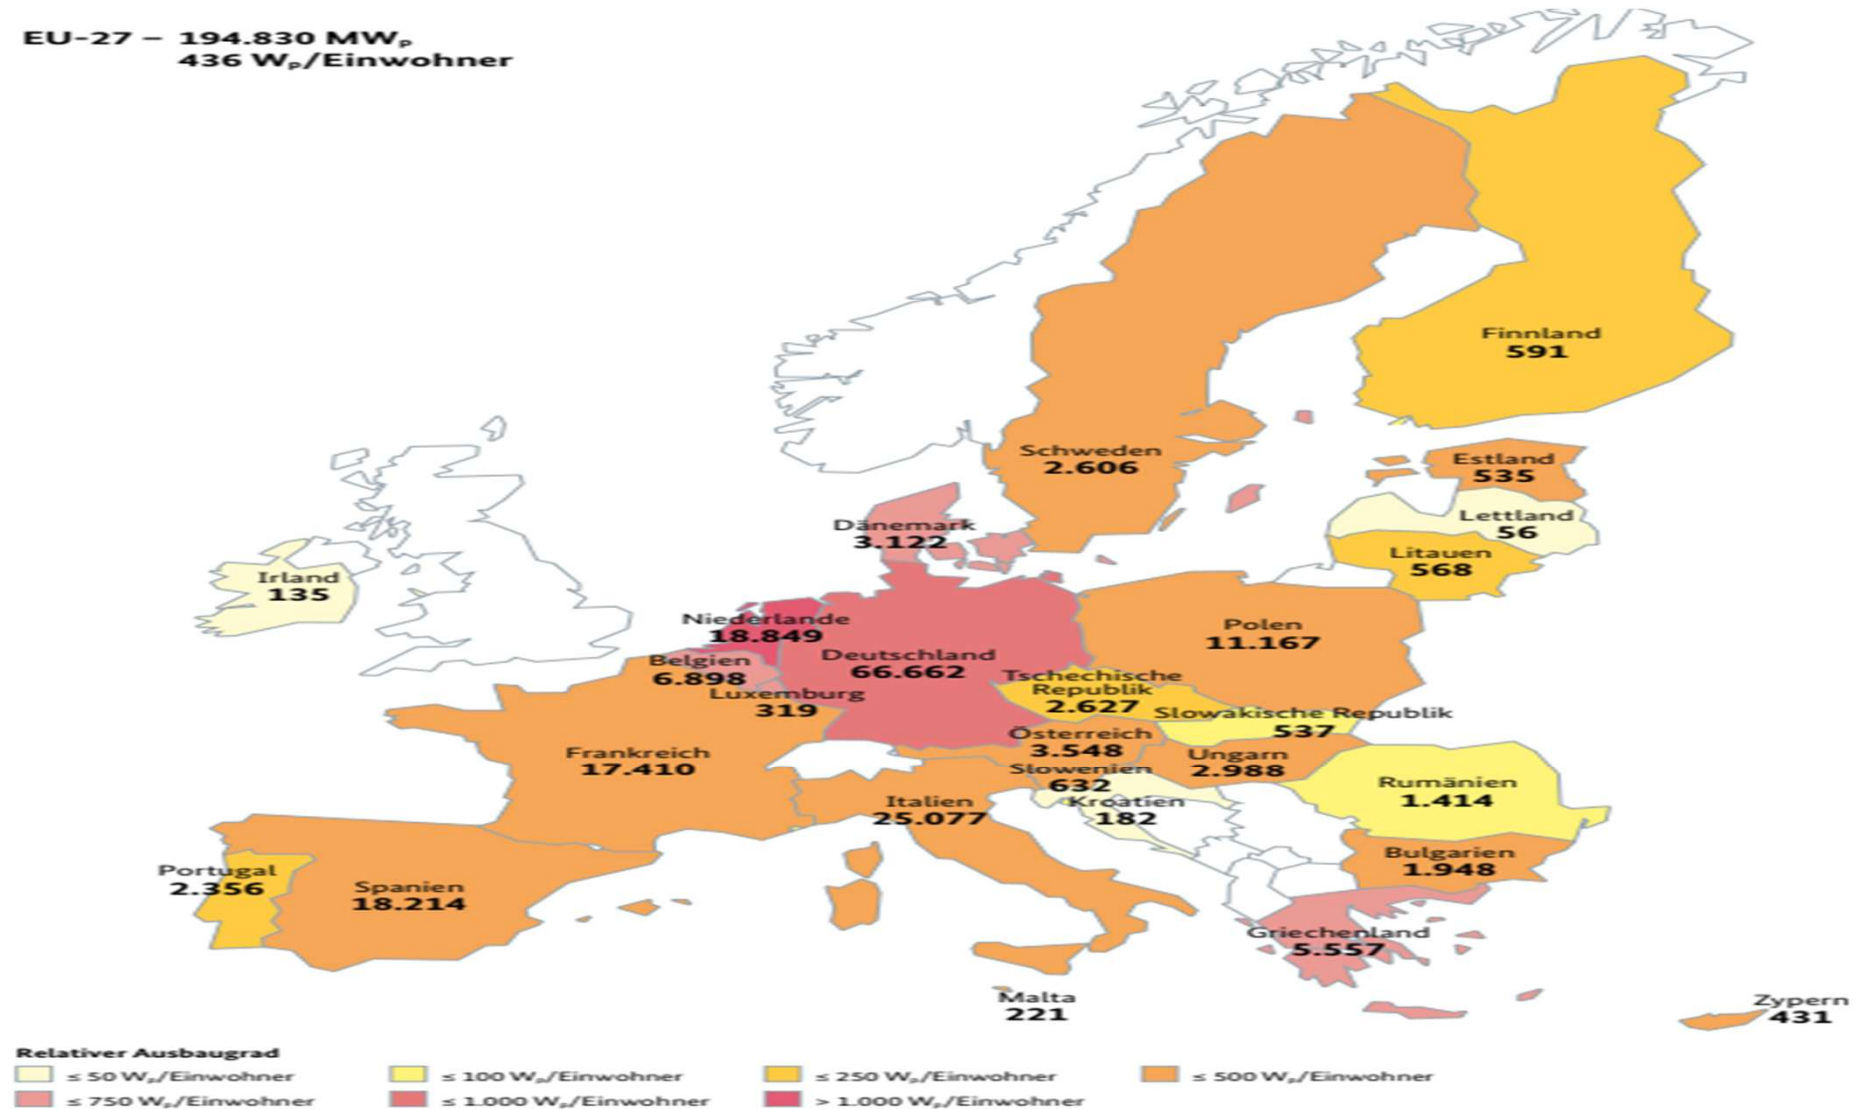 EU-27 – 194.830 MWₚ
436 Wₚ/Einwohner
Finnland
591
Schweden
2.606
Estland
535
Lettland
56
Litauen
568
Dänemark
3.122
Irland
135
Niederlande
18.849
Polen
11.167
Belgien
6.898
Deutschland
66.662
Luxemburg
319
Tschechische
Republik
2.627
Slowakische Republik
537
Österreich
3.548
Frankreich
17.410
Ungarn
2.988
Slowenien
632
Rumänien
1.414
Italien
25.077
Kroatien
182
Bulgarien
1.948
Portugal
2.356
Spanien
18.214
Griechenland
5.557
Malta
221
Zypern
431
Relativer Ausbaugrad
≤ 50 Wₚ/Einwohner
≤ 100 Wₚ/Einwohner
≤ 250 Wₚ/Einwohner
≤ 500 Wₚ/Einwohner
≤ 750 Wₚ/Einwohner
≤ 1.000 Wₚ/Einwohner
> 1.000 Wₚ/Einwohner